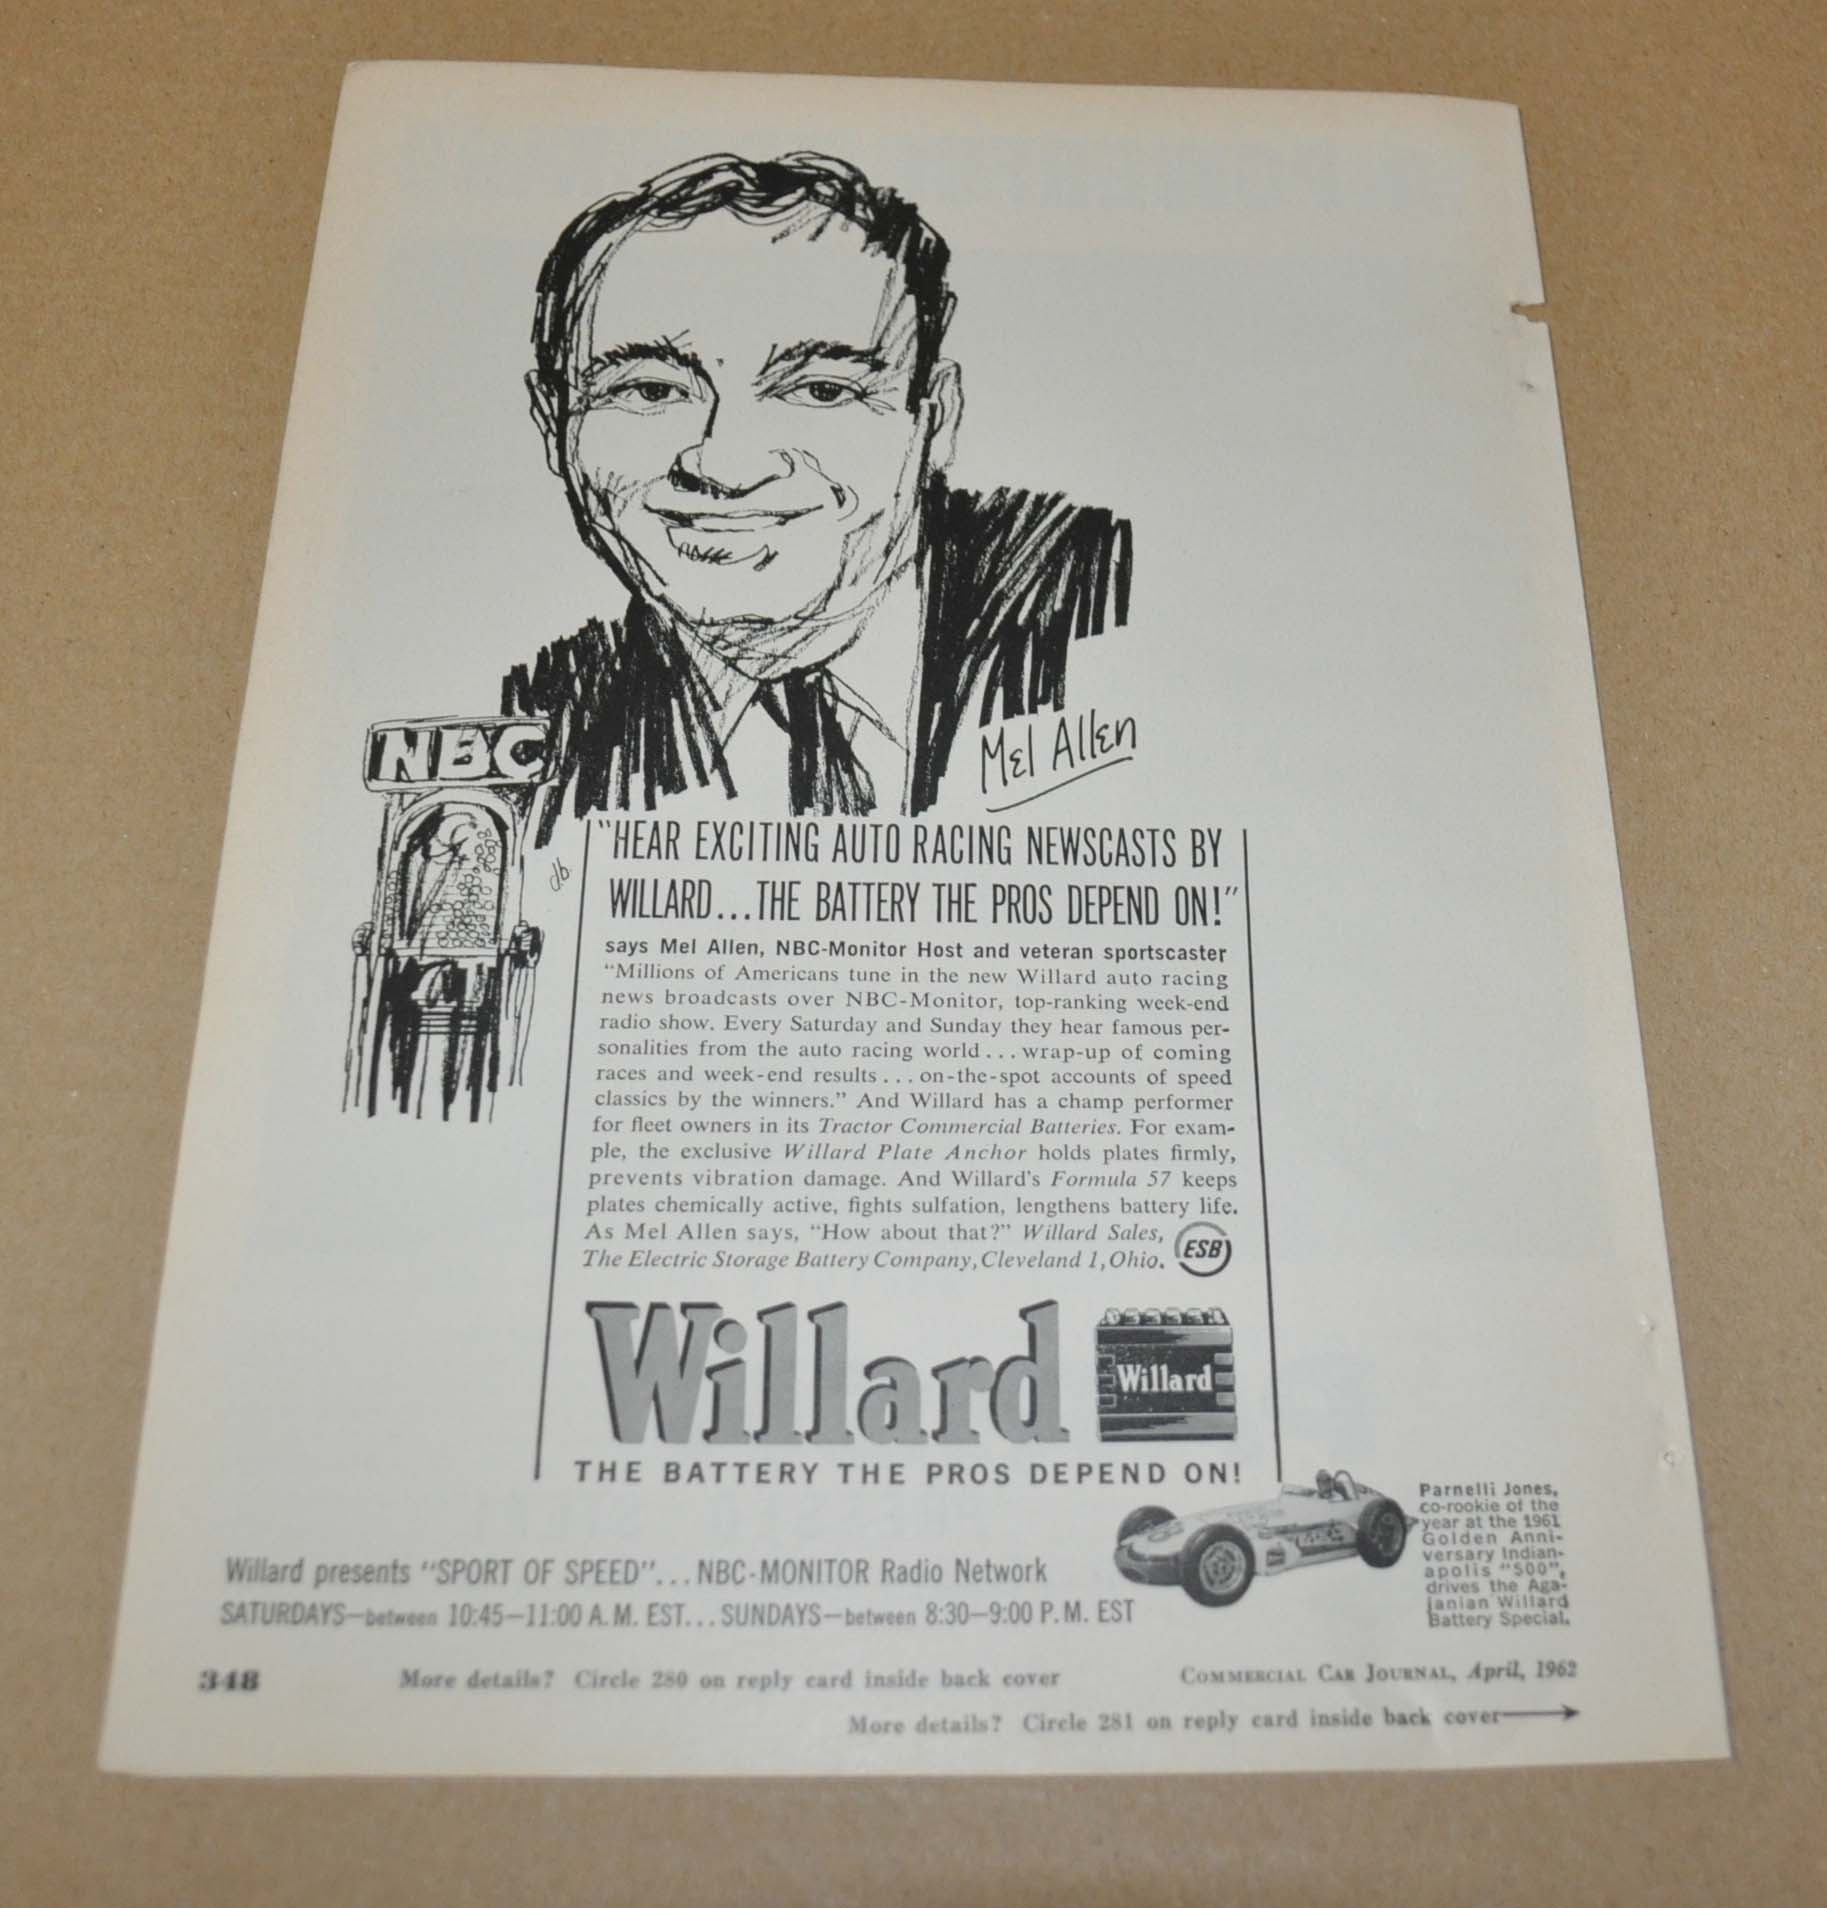 NBC
Mel Allen
db.
"HEAR EXCITING AUTO RACING NEWSCASTS BY
WILLARD...THE BATTERY THE PROS DEPEND ON!"
says Mel Allen, NBC-Monitor Host and veteran sportscaster
"Millions of Americans tune in the new Willard auto racing
news broadcasts over NBC-Monitor, top-ranking week-end
radio show. Every Saturday and Sunday they hear famous per-
sonalities from the auto racing world...wrap-up of coming
races and week-end results...on-the-spot accounts of speed
classics by the winners." And Willard has a champ performer
for fleet owners in its Tractor Commercial Batteries. For exam-
ple, the exclusive Willard Plate Anchor holds plates firmly,
prevents vibration damage. And Willard's Formula 57 keeps
plates chemically active, fights sulfation, lengthens battery life.
As Mel Allen says, "How about that?" Willard Sales,
The Electric Storage Battery Company, Cleveland 1, Ohio.
ESB
Willard
Willard
THE BATTERY THE PROS DEPEND ON!
Parnelli Jones,
co-rookie of the
year at the 1961
Golden Anni-
versary Indian-
apolis "500",
drives the Aga-
janian Willard
Battery Special.
Willard presents "SPORT OF SPEED"...NBC-MONITOR Radio Network
SATURDAYS—between 10:45—11:00 A.M. EST...SUNDAYS—between 8:30—9:00 P.M. EST
348
More details? Circle 280 on reply card inside back cover
COMMERCIAL CAR JOURNAL, April, 1962
More details? Circle 281 on reply card inside back cover